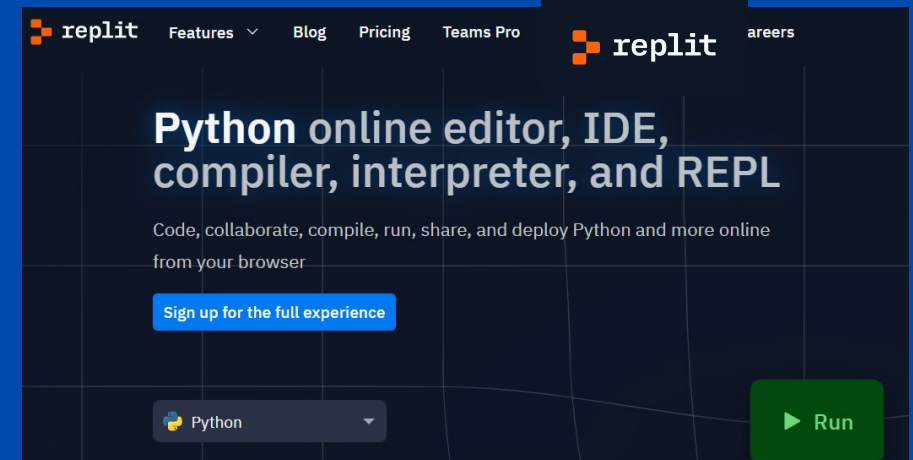 replit Features Blog Pricing Teams Pro areers
replit
Python online editor, IDE,
compiler, interpreter, and REPL
Code, collaborate, compile, run, share, and deploy Python and more online
from your browser
Sign up for the full experience
Python
Run